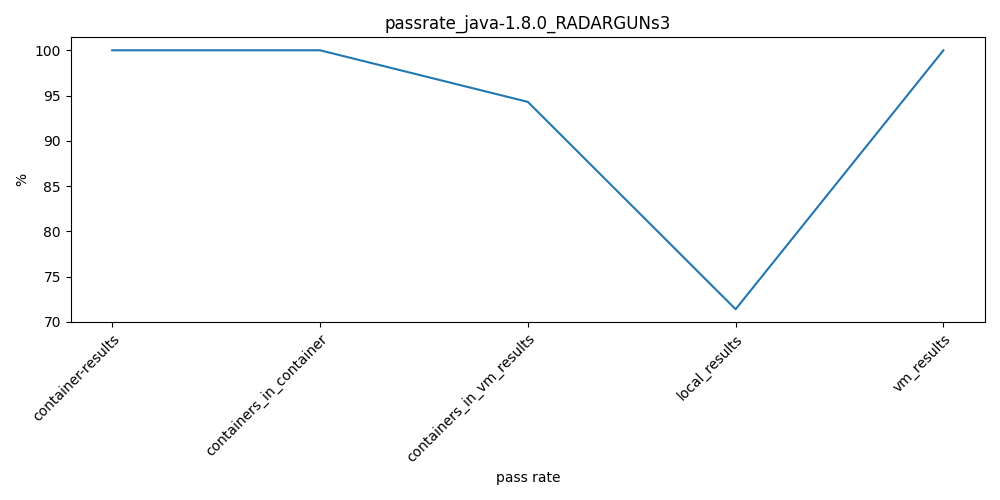 passrate_java-1.8.0_RADARGUNs3
100
95
90
85
80
75
70
%
container-results
containers_in_container
containers_in_vm_results
local_results
vm_results
pass rate